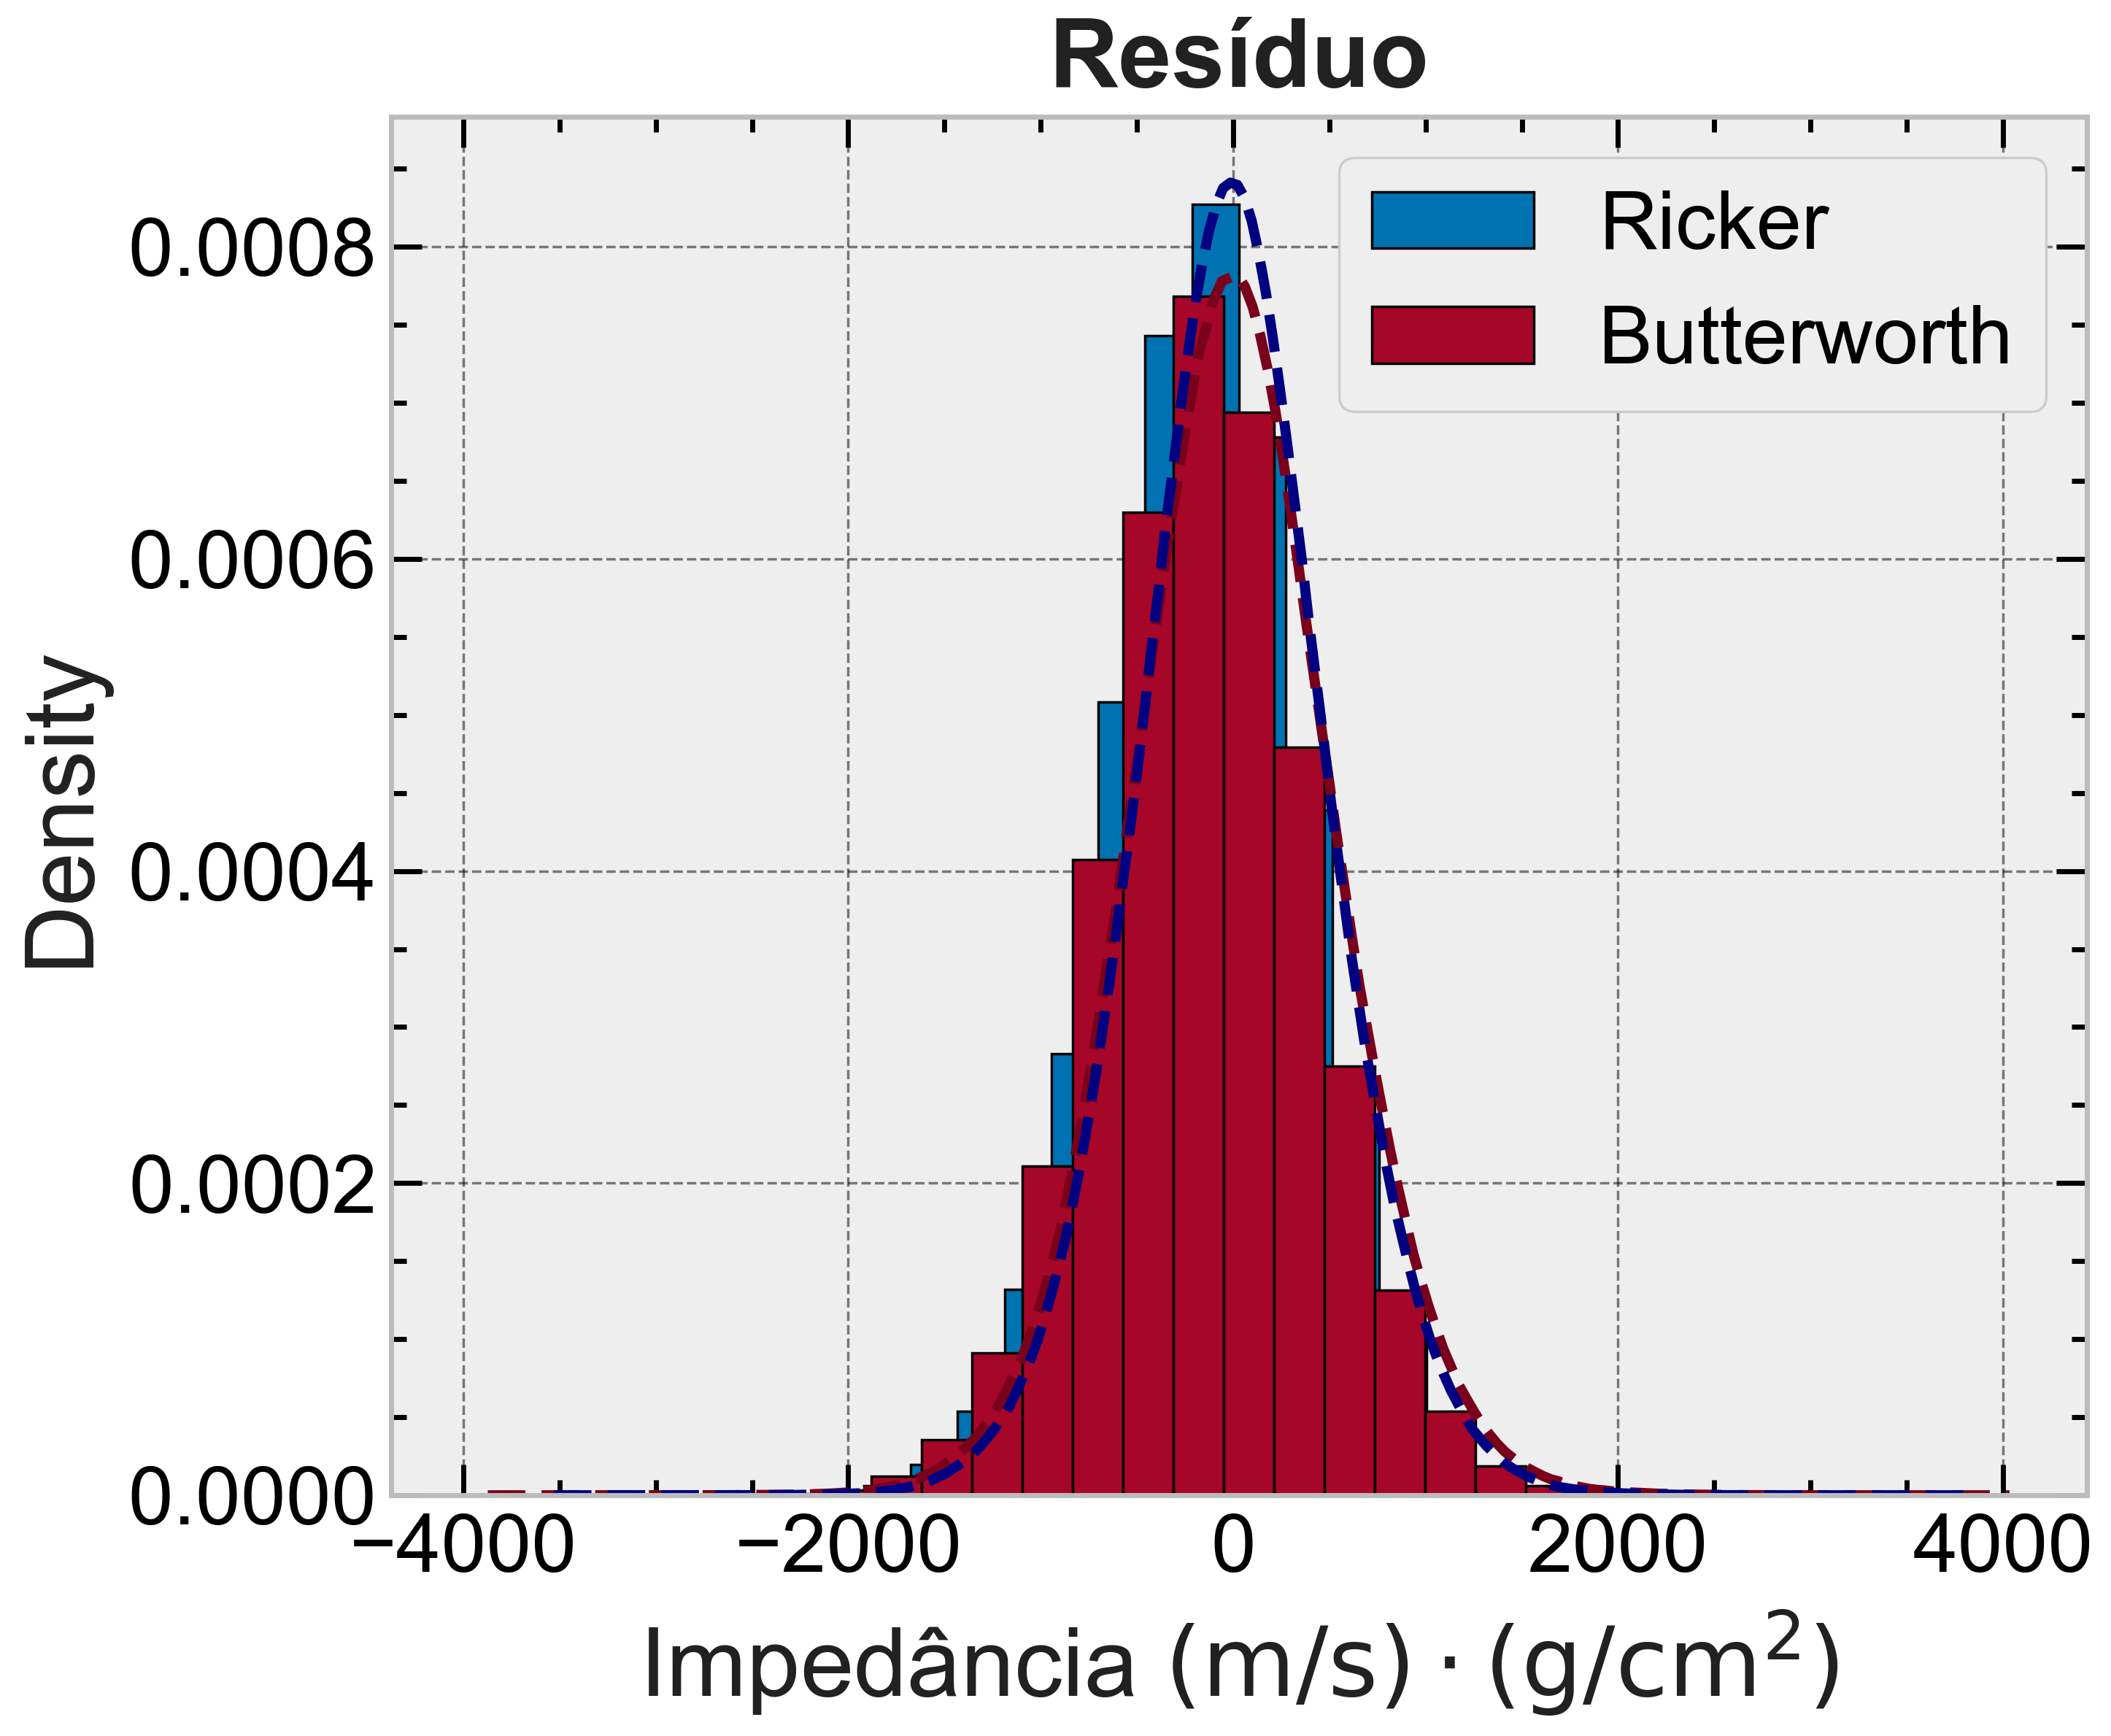 Resíduo
Ricker
Butterworth
Density
0.0008
0.0006
0.0004
0.0002
0.0000
−4000
−2000
0
2000
4000
Impedância (m/s) · (g/cm²)